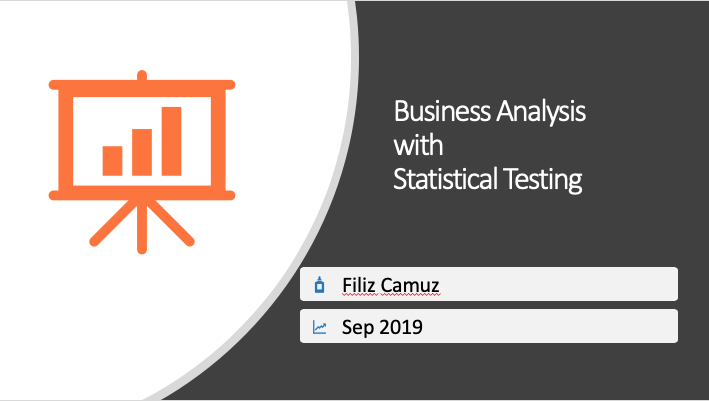 Business Analysis
with
Statistical Testing
Filiz Camuz
Sep 2019